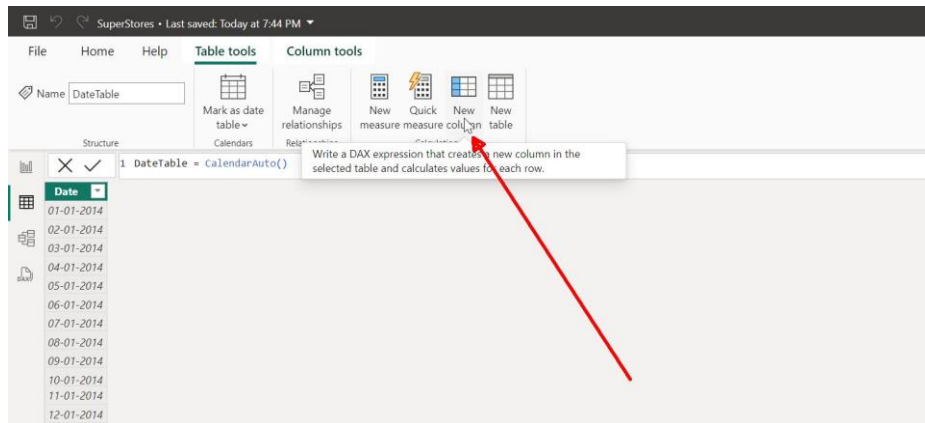 SuperStores • Last saved: Today at 7:44 PM
File Home Help Table tools Column tools
Name DateTable
Mark as date table
Manage relationships
New measure
Quick measure
New column
New table
Structure Calendars Relationships Calculations
Write a DAX expression that creates a new column in the
selected table and calculates values for each row.
1 DateTable = CalendarAuto()
Date
01-01-2014
02-01-2014
03-01-2014
04-01-2014
05-01-2014
06-01-2014
07-01-2014
08-01-2014
09-01-2014
10-01-2014
11-01-2014
12-01-2014
DAX